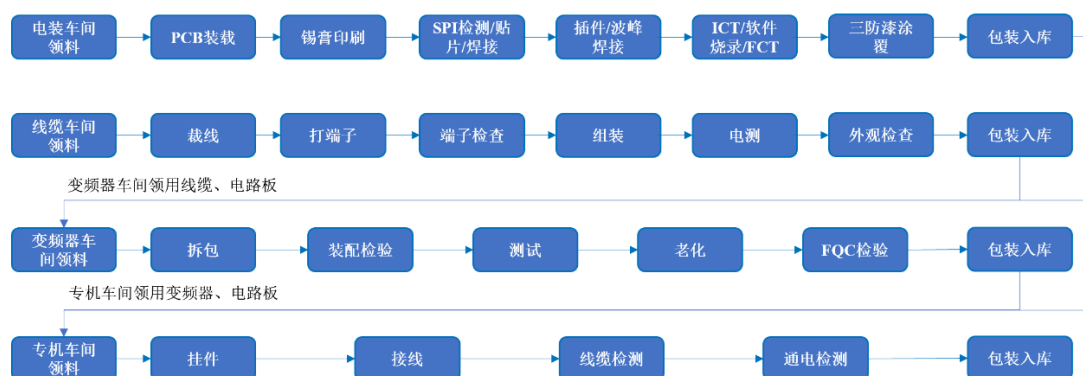 电装车间
领料
PCB装载
锡膏印刷
SPI检测/贴
片/焊接
插件/波峰
焊接
ICT/软件
烧录/FCT
三防漆涂
覆
包装入库
线缆车间
领料
裁线
打端子
端子检查
组装
电测
外观检查
包装入库
变频器车间领用线缆、电路板
变频器车
间领料
拆包
装配检验
测试
老化
FQC检验
包装入库
专机车间领用变频器、电路板
专机车间
领料
挂件
接线
线缆检测
通电检测
包装入库